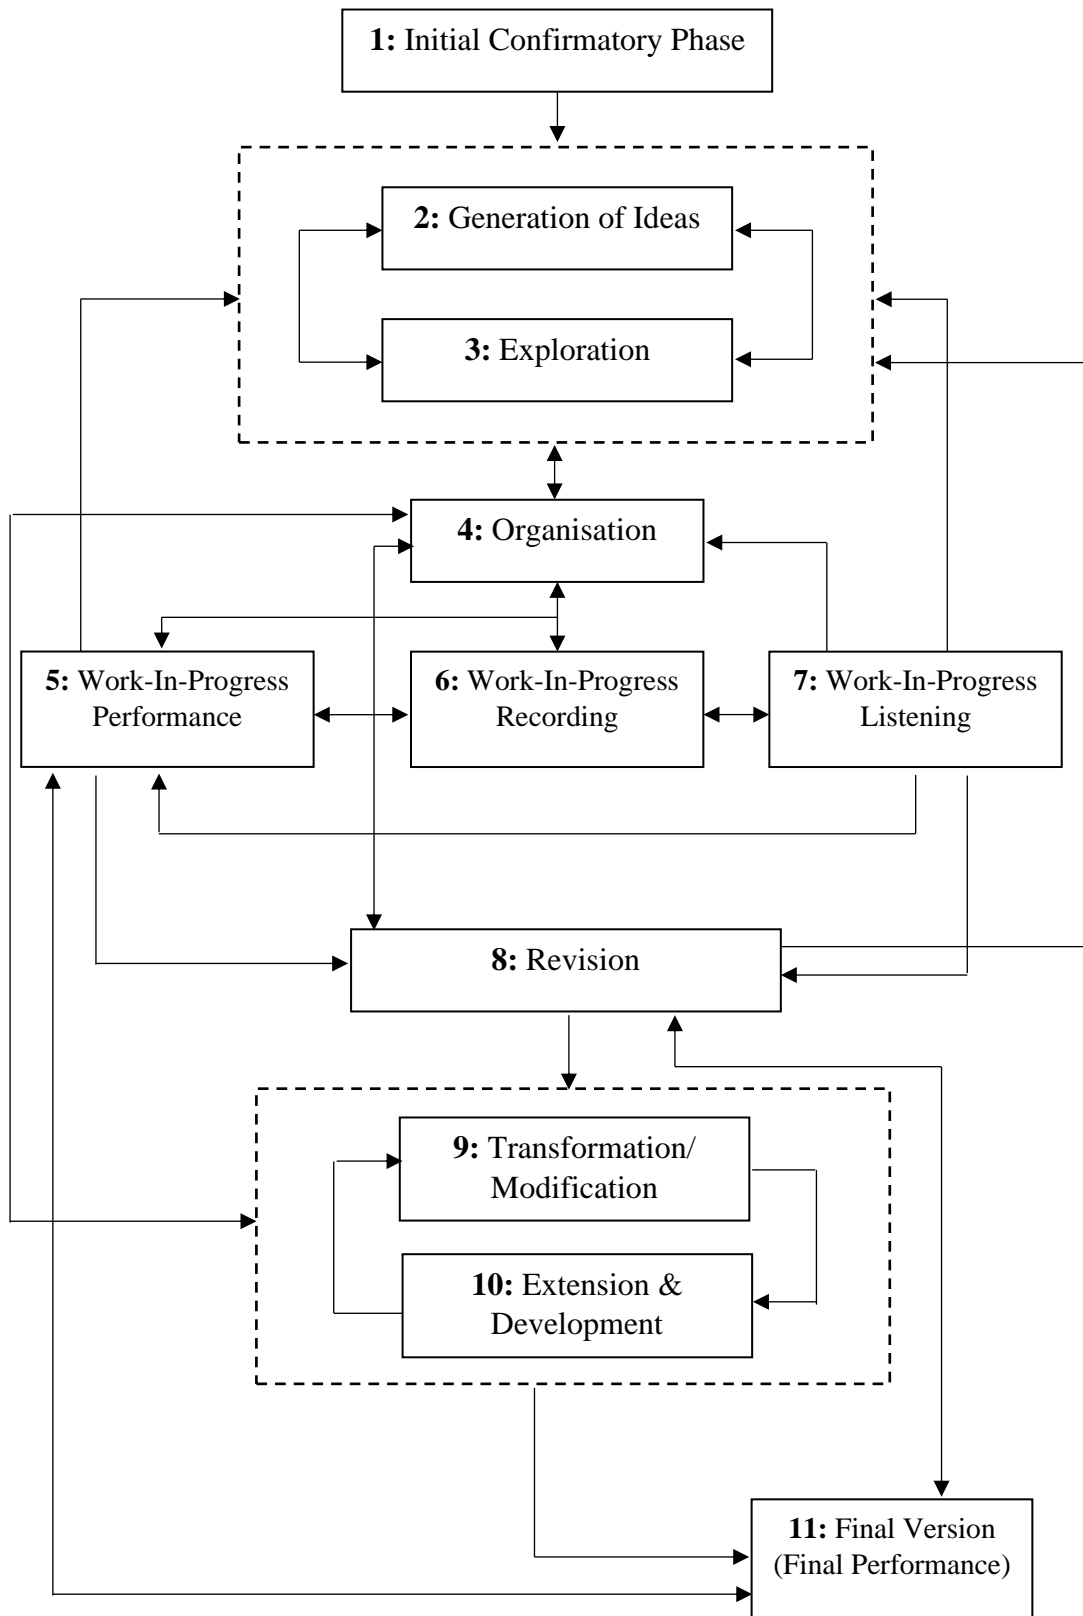 1: Initial Confirmatory Phase
2: Generation of Ideas
3: Exploration
4: Organisation
5: Work-In-Progress
Performance
6: Work-In-Progress
Recording
7: Work-In-Progress
Listening
8: Revision
9: Transformation/
Modification
10: Extension &
Development
11: Final Version
(Final Performance)